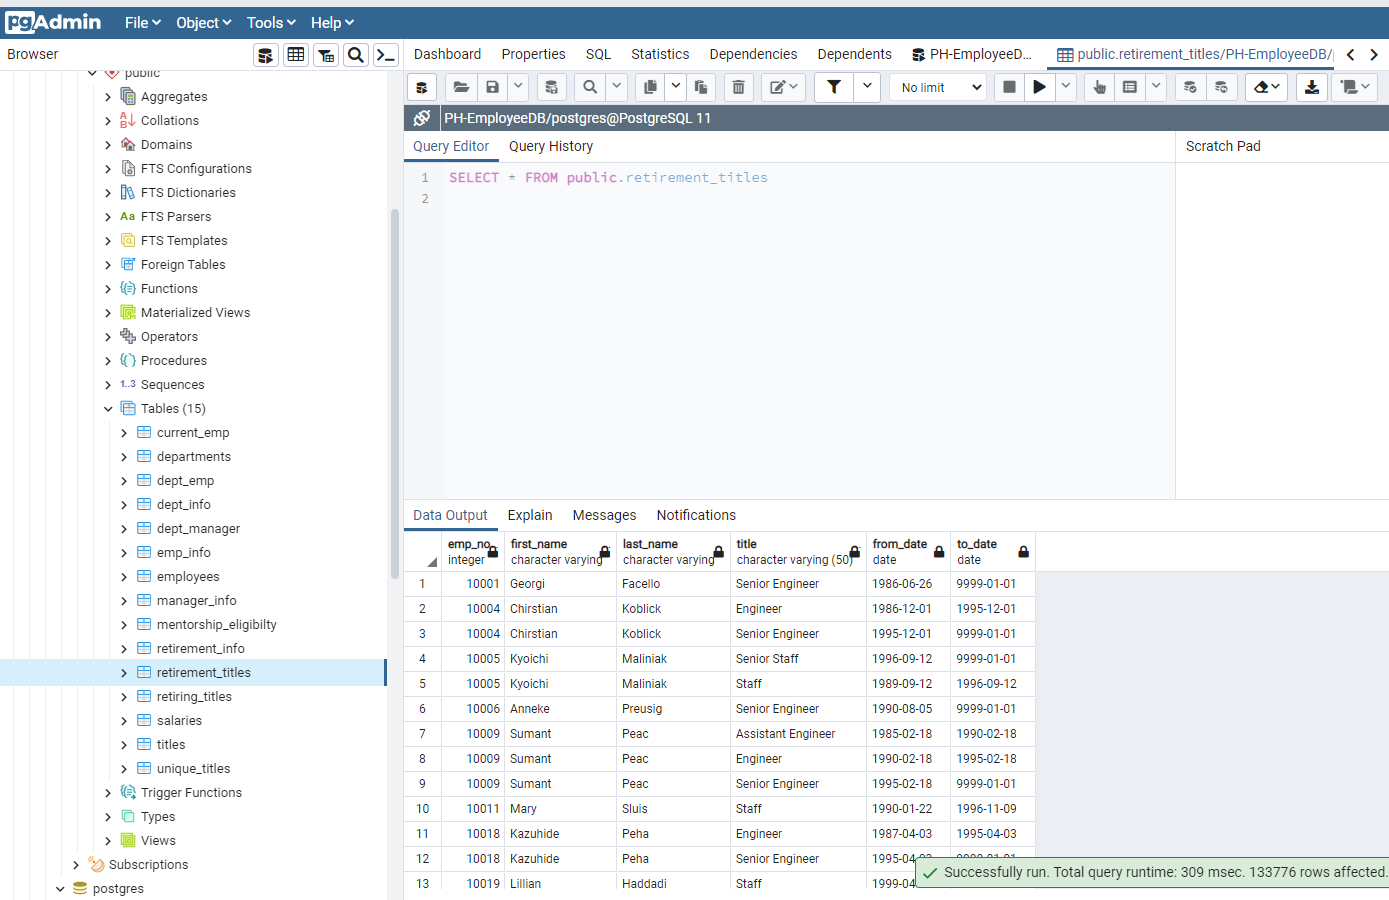 pgAdmin File Object Tools Help
Browser
Dashboard Properties SQL Statistics Dependencies Dependents PH-EmployeeD... public.retirement_titles/PH-EmployeeDB/
No limit
PH-EmployeeDB/postgres@PostgreSQL 11
Query Editor Query History
Scratch Pad
1 SELECT * FROM public.retirement_titles
2
public
Aggregates
Collations
Domains
FTS Configurations
FTS Dictionaries
Aa FTS Parsers
FTS Templates
Foreign Tables
Functions
Materialized Views
Operators
Procedures
1..3 Sequences
Tables (15)
current_emp
departments
dept_emp
dept_info
dept_manager
emp_info
employees
manager_info
mentorship_eligibilty
retirement_info
retirement_titles
retiring_titles
salaries
titles
unique_titles
Trigger Functions
Types
Views
Subscriptions
postgres
Data Output Explain Messages Notifications
emp_no first_name last_name title from_date to_date
integer character varying character varying character varying (50) date date
1 10001 Georgi Facello Senior Engineer 1986-06-26 9999-01-01
2 10004 Chirstian Koblick Engineer 1986-12-01 1995-12-01
3 10004 Chirstian Koblick Senior Engineer 1995-12-01 9999-01-01
4 10005 Kyoichi Maliniak Senior Staff 1996-09-12 9999-01-01
5 10005 Kyoichi Maliniak Staff 1989-09-12 1996-09-12
6 10006 Anneke Preusig Senior Engineer 1990-08-05 9999-01-01
7 10009 Sumant Peac Assistant Engineer 1985-02-18 1990-02-18
8 10009 Sumant Peac Engineer 1990-02-18 1995-02-18
9 10009 Sumant Peac Senior Engineer 1995-02-18 9999-01-01
10 10011 Mary Sluis Staff 1990-01-22 1996-11-09
11 10018 Kazuhide Peha Engineer 1987-04-03 1995-04-03
12 10018 Kazuhide Peha Senior Engineer
13 10019 Lillian Haddadi Staff
Successfully run. Total query runtime: 309 msec. 133776 rows affected.